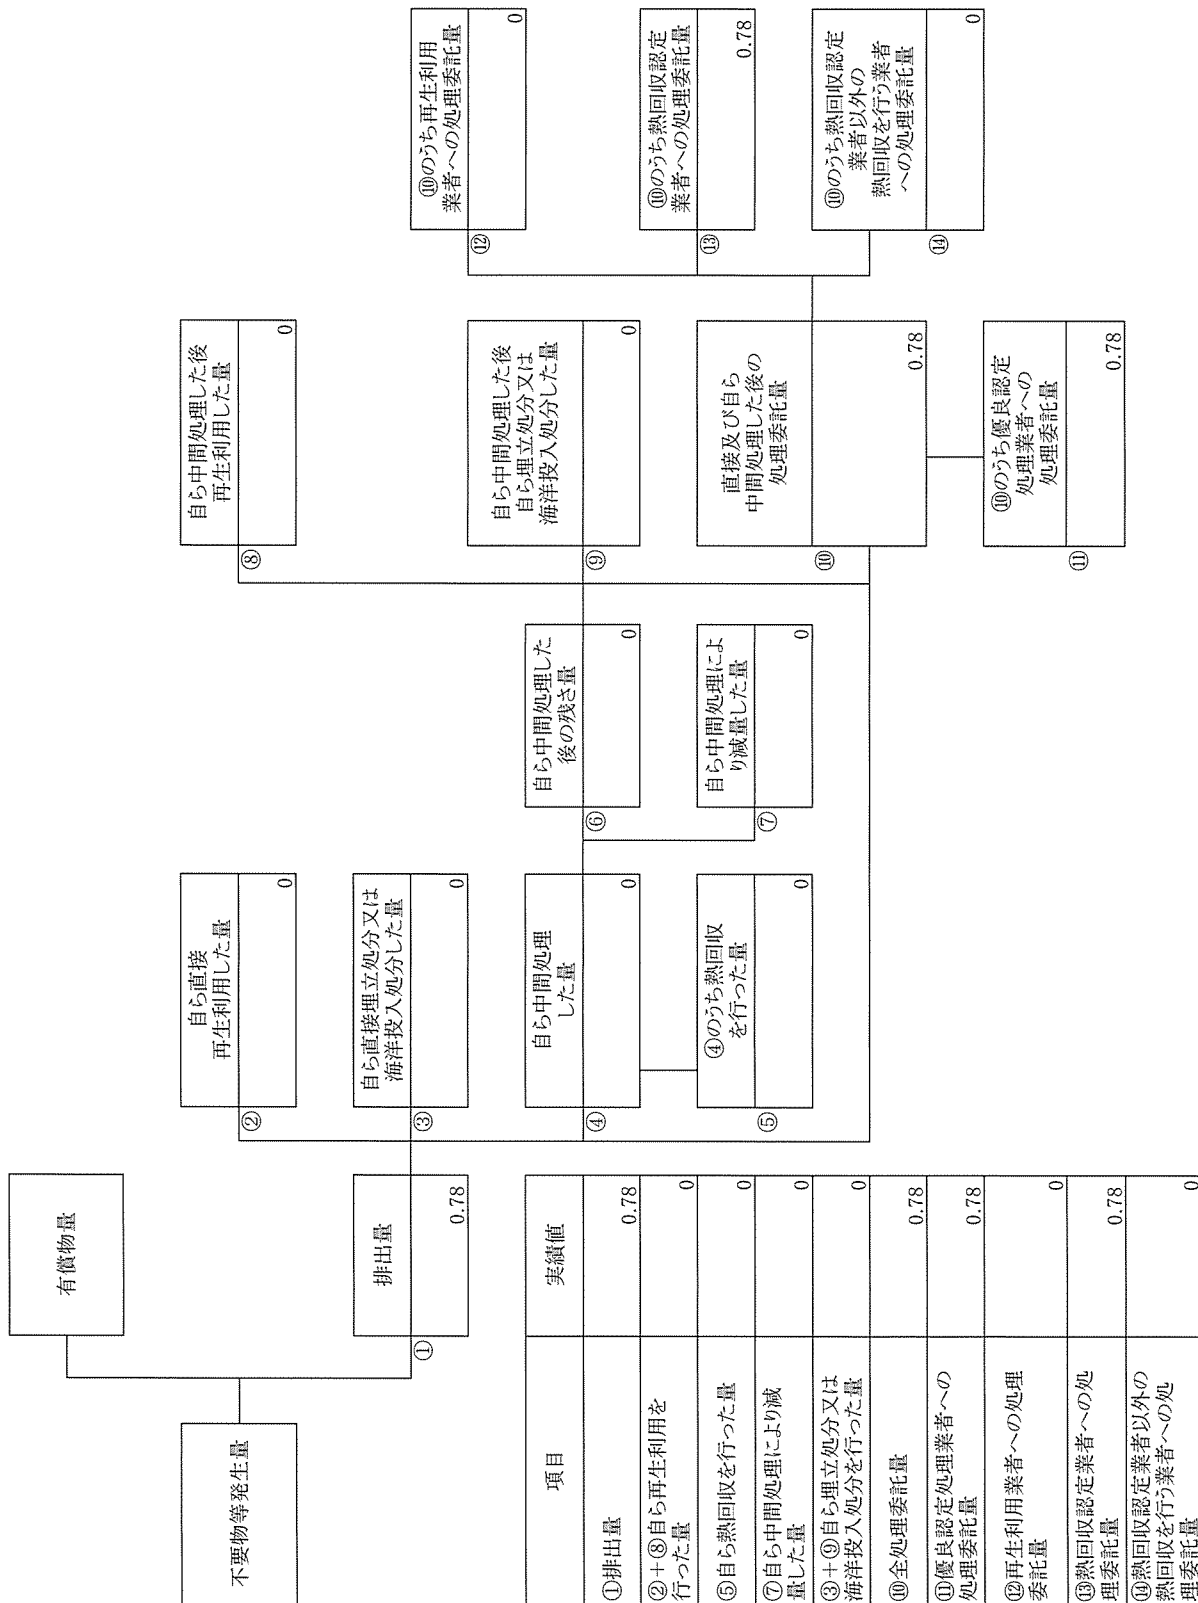 有償物量
不要物等発生量
排出量
①
0.78
自ら直接
再生利用した量
②
0
自ら直接埋立処分又は
海洋投入処分した量
③
0
自ら中間処理
した量
④
0
④のうち熱回収
を行った量
⑤
0
自ら中間処理した
後の残さ量
⑥
0
自ら中間処理によ
り減量した量
⑦
0
自ら中間処理した後
再生利用した量
⑧
0
自ら中間処理した後
自ら埋立処分又は
海洋投入処分した量
⑨
0
直接及び自ら
中間処理した後の
処理委託量
⑩
0.78
⑩のうち優良認定
処理業者への
処理委託量
⑪
0.78
⑩のうち再生利用
業者への処理委託量
⑫
0
⑩のうち熱回収認定
業者への処理委託量
⑬
0.78
⑩のうち熱回収認定
業者以外の
熱回収を行う業者
への処理委託量
⑭
0
項目
実績値
①排出量
0.78
②+⑧自ら再生利用を
行った量
0
⑤自ら熱回収を行った量
0
⑦自ら中間処理により減
量した量
0
③+⑨自ら埋立処分又は
海洋投入処分を行った量
0
⑩全処理委託量
0.78
⑪優良認定処理業者への
処理委託量
0.78
⑫再生利用業者への処理
委託量
0
⑬熱回収認定業者への処
理委託量
0.78
⑭熱回収認定業者以外の
熱回収を行う業者への処
理委託量
0